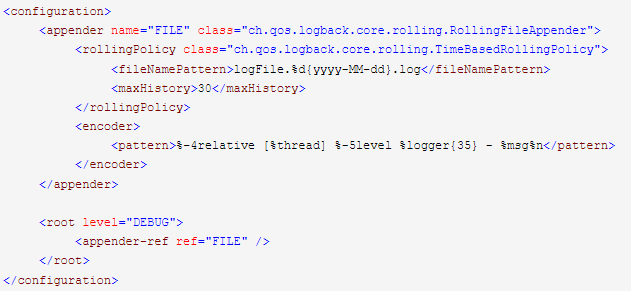 <configuration>
<appender name="FILE" class="ch.qos.logback.core.rolling.RollingFileAppender">
<rollingPolicy class="ch.qos.logback.core.rolling.TimeBasedRollingPolicy">
<fileNamePattern>logFile.%d{yyyy-MM-dd}.log</fileNamePattern>
<maxHistory>30</maxHistory>
</rollingPolicy>
<encoder>
<pattern>%-4relative [%thread] %-5level %logger{35} - %msg%n</pattern>
</encoder>
</appender>
<root level="DEBUG">
<appender-ref ref="FILE" />
</root>
</configuration>